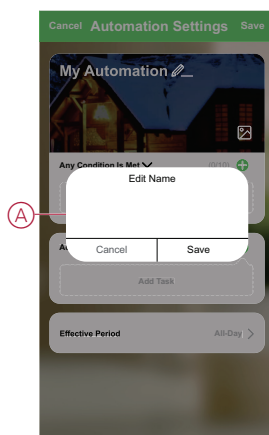 Cancel Automation Settings Save
My Automation
Any Condition Is Met (0/10)
Edit Name
A
Cancel Save
Add Task
Effective Period All-Day